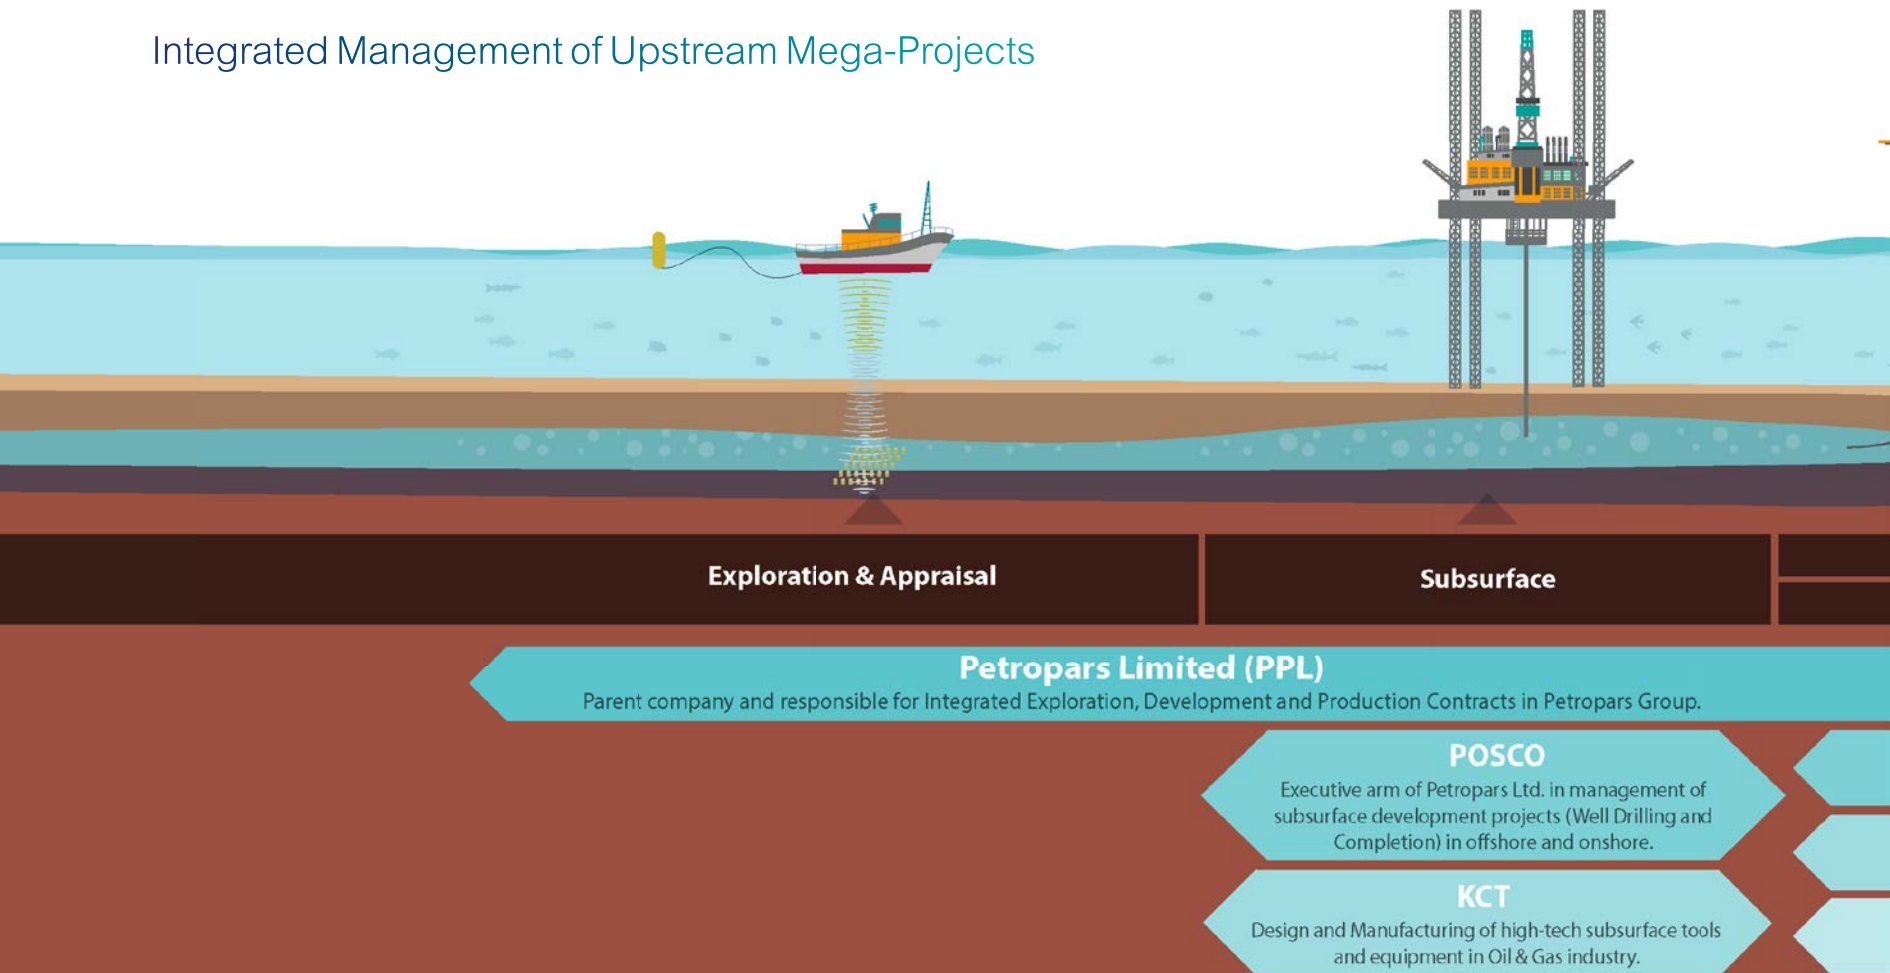 Integrated Management of Upstream Mega-Projects
Exploration & Appraisal
Subsurface
Petropars Limited (PPL)
Parent company and responsible for Integrated Exploration, Development and Production Contracts in Petropars Group.
POSCO
Executive arm of Petropars Ltd. in management of
subsurface development projects (Well Drilling and
Completion) in offshore and onshore.
KCT
Design and Manufacturing of high-tech subsurface tools
and equipment in Oil & Gas industry.